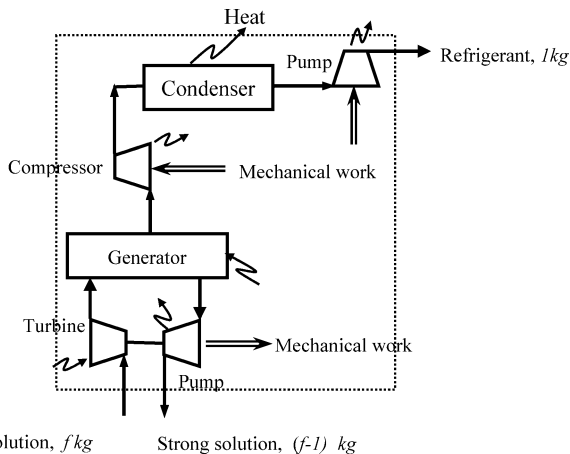 Heat
Pump
Refrigerant, 1kg
Condenser
Compressor
Mechanical work
Generator
Turbine
Mechanical work
Pump
olution, f kg
Strong solution, (f-1) kg